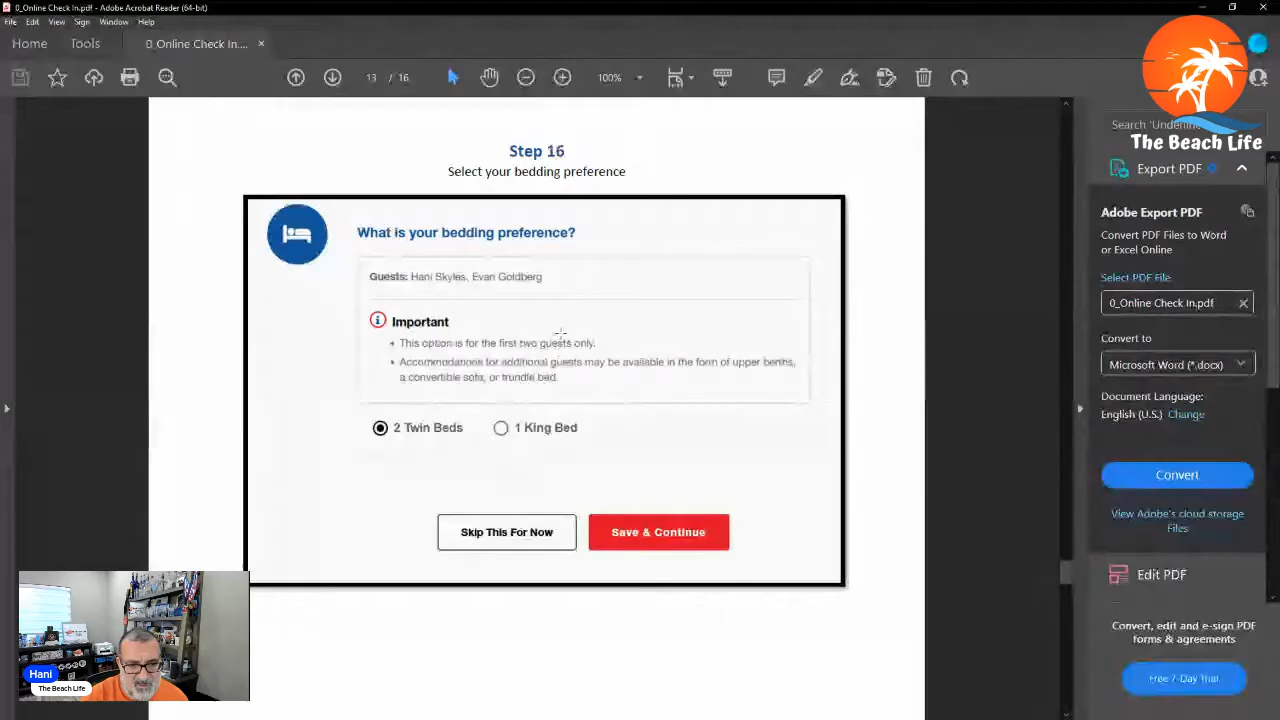 0_Online Check In.pdf - Adobe Acrobat Reader (64-bit)
File Edit View Sign Window Help
Home Tools 0_Online Check In.... ×
13 / 16 100%
Step 16
Select your bedding preference
What is your bedding preference?
Guests: Hani Skyles, Evan Goldberg
Important
• This option is for the first two guests only.
• Accommodations for additional guests may be available in the form of upper berths,
a convertible sofa, or trundle bed.
2 Twin Beds 1 King Bed
Skip This For Now Save & Continue
Search 'Underline
The Beach Life
Export PDF
Adobe Export PDF
Convert PDF Files to Word
or Excel Online
Select PDF File
0_Online Check In.pdf
Convert to
Microsoft Word (*.docx)
Document Language:
English (U.S.) Change
Convert
View Adobe's cloud storage
Files
Edit PDF
Convert, edit and e-sign PDF
forms & agreements
Free 7-Day Trial
Hani
The Beach Life